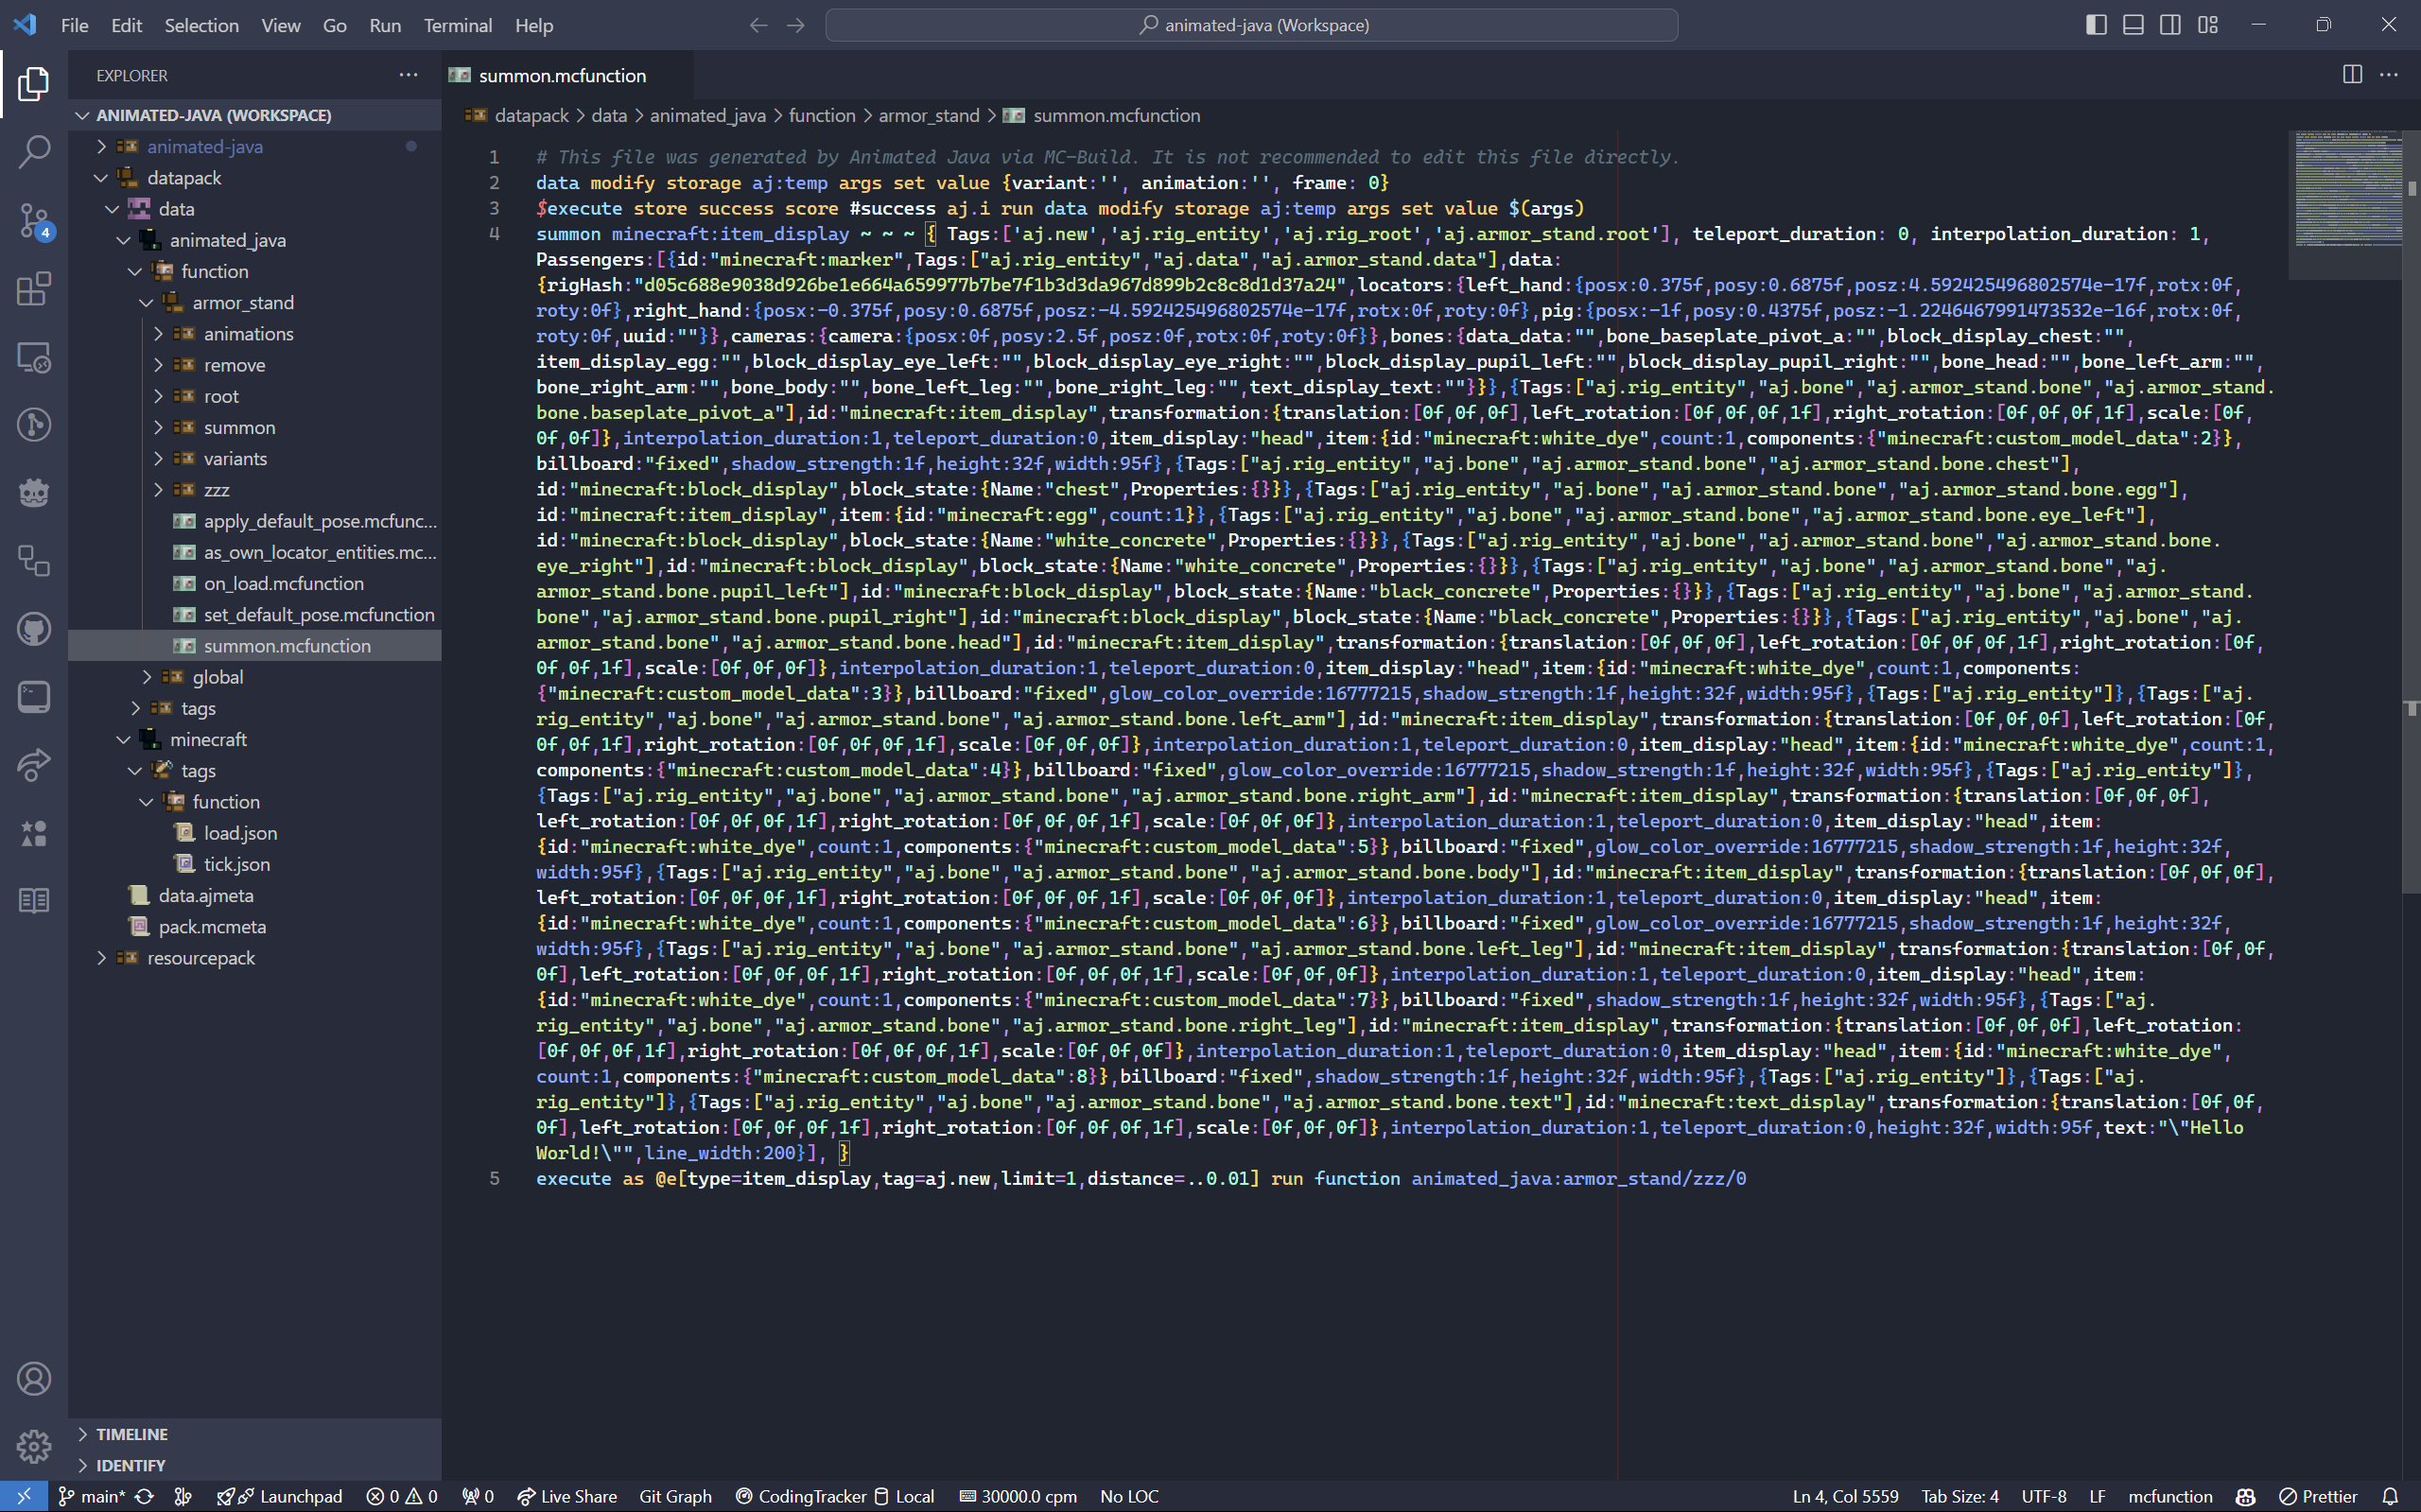 File Edit Selection View Go Run Terminal Help
animated-java (Workspace)
EXPLORER
ANIMATED-JAVA (WORKSPACE)
animated-java
datapack
data
animated_java
function
armor_stand
animations
remove
root
summon
variants
zzz
apply_default_pose.mcfunc...
as_own_locator_entities.mc...
on_load.mcfunction
set_default_pose.mcfunction
summon.mcfunction
global
tags
minecraft
tags
function
load.json
tick.json
data.ajmeta
pack.mcmeta
resourcepack
TIMELINE
IDENTIFY
4
summon.mcfunction
datapack > data > animated_java > function > armor_stand > summon.mcfunction
1 # This file was generated by Animated Java via MC-Build. It is not recommended to edit this file directly.
2 data modify storage aj:temp args set value {variant:'', animation:'', frame: 0}
3 $execute store success score #success aj.i run data modify storage aj:temp args set value $(args)
4 summon minecraft:item_display ~ ~ ~ { Tags:['aj.new','aj.rig_entity','aj.rig_root','aj.armor_stand.root'], teleport_duration: 0, interpolation_duration: 1,
Passengers:[{id:"minecraft:marker",Tags:["aj.rig_entity","aj.data","aj.armor_stand.data"],data:
{rigHash:"d05c688e9038d926be1e664a659977b7be7f1b3d3da967d899b2c8c8d1d37a24",locators:{left_hand:{posx:0.375f,posy:0.6875f,posz:4.592425496802574e-17f,rotx:0f,
roty:0f},right_hand:{posx:-0.375f,posy:0.6875f,posz:-4.592425496802574e-17f,rotx:0f,roty:0f},pig:{posx:-1f,posy:0.4375f,posz:-1.2246467991473532e-16f,rotx:0f,
roty:0f,uuid:""}},cameras:{camera:{posx:0f,posy:2.5f,posz:0f,rotx:0f,roty:0f}},bones:{data_data:"",bone_baseplate_pivot_a:"",block_display_chest:"",
item_display_egg:"",block_display_eye_left:"",block_display_eye_right:"",block_display_pupil_left:"",block_display_pupil_right:"",bone_head:"",bone_left_arm:"",
bone_right_arm:"",bone_body:"",bone_left_leg:"",bone_right_leg:"",text_display_text:""}}},{Tags:["aj.rig_entity","aj.bone","aj.armor_stand.bone","aj.armor_stand.
bone.baseplate_pivot_a"],id:"minecraft:item_display",transformation:{translation:[0f,0f,0f],left_rotation:[0f,0f,0f,1f],right_rotation:[0f,0f,0f,1f],scale:[0f,
0f,0f]},interpolation_duration:1,teleport_duration:0,item_display:"head",item:{id:"minecraft:white_dye",count:1,components:{"minecraft:custom_model_data":2}},
billboard:"fixed",shadow_strength:1f,height:32f,width:95f},{Tags:["aj.rig_entity","aj.bone","aj.armor_stand.bone","aj.armor_stand.bone.chest"],
id:"minecraft:block_display",block_state:{Name:"chest",Properties:{}}},{Tags:["aj.rig_entity","aj.bone","aj.armor_stand.bone","aj.armor_stand.bone.egg"],
id:"minecraft:item_display",item:{id:"minecraft:egg",count:1}},{Tags:["aj.rig_entity","aj.bone","aj.armor_stand.bone","aj.armor_stand.bone.eye_left"],
id:"minecraft:block_display",block_state:{Name:"white_concrete",Properties:{}}},{Tags:["aj.rig_entity","aj.bone","aj.armor_stand.bone","aj.armor_stand.bone.
eye_right"],id:"minecraft:block_display",block_state:{Name:"white_concrete",Properties:{}}},{Tags:["aj.rig_entity","aj.bone","aj.armor_stand.bone","aj.
armor_stand.bone.pupil_left"],id:"minecraft:block_display",block_state:{Name:"black_concrete",Properties:{}}},{Tags:["aj.rig_entity","aj.bone","aj.armor_stand.
bone","aj.armor_stand.bone.pupil_right"],id:"minecraft:block_display",block_state:{Name:"black_concrete",Properties:{}}},{Tags:["aj.rig_entity","aj.bone","aj.
armor_stand.bone","aj.armor_stand.bone.head"],id:"minecraft:item_display",transformation:{translation:[0f,0f,0f],left_rotation:[0f,0f,0f,1f],right_rotation:[0f,
0f,0f,1f],scale:[0f,0f,0f]},interpolation_duration:1,teleport_duration:0,item_display:"head",item:{id:"minecraft:white_dye",count:1,components:
{"minecraft:custom_model_data":3}},billboard:"fixed",glow_color_override:16777215,shadow_strength:1f,height:32f,width:95f},{Tags:["aj.rig_entity"]},{Tags:["aj.
rig_entity","aj.bone","aj.armor_stand.bone","aj.armor_stand.bone.left_arm"],id:"minecraft:item_display",transformation:{translation:[0f,0f,0f],left_rotation:[0f,
0f,0f,1f],right_rotation:[0f,0f,0f,1f],scale:[0f,0f,0f]},interpolation_duration:1,teleport_duration:0,item_display:"head",item:{id:"minecraft:white_dye",count:1,
components:{"minecraft:custom_model_data":4}},billboard:"fixed",glow_color_override:16777215,shadow_strength:1f,height:32f,width:95f},{Tags:["aj.rig_entity"]},
{Tags:["aj.rig_entity","aj.bone","aj.armor_stand.bone","aj.armor_stand.bone.right_arm"],id:"minecraft:item_display",transformation:{translation:[0f,0f,0f],
left_rotation:[0f,0f,0f,1f],right_rotation:[0f,0f,0f,1f],scale:[0f,0f,0f]},interpolation_duration:1,teleport_duration:0,item_display:"head",item:
{id:"minecraft:white_dye",count:1,components:{"minecraft:custom_model_data":5}},billboard:"fixed",glow_color_override:16777215,shadow_strength:1f,height:32f,
width:95f},{Tags:["aj.rig_entity","aj.bone","aj.armor_stand.bone","aj.armor_stand.bone.body"],id:"minecraft:item_display",transformation:{translation:[0f,0f,0f],
left_rotation:[0f,0f,0f,1f],right_rotation:[0f,0f,0f,1f],scale:[0f,0f,0f]},interpolation_duration:1,teleport_duration:0,item_display:"head",item:
{id:"minecraft:white_dye",count:1,components:{"minecraft:custom_model_data":6}},billboard:"fixed",glow_color_override:16777215,shadow_strength:1f,height:32f,
width:95f},{Tags:["aj.rig_entity","aj.bone","aj.armor_stand.bone","aj.armor_stand.bone.left_leg"],id:"minecraft:item_display",transformation:{translation:[0f,0f,
0f],left_rotation:[0f,0f,0f,1f],right_rotation:[0f,0f,0f,1f],scale:[0f,0f,0f]},interpolation_duration:1,teleport_duration:0,item_display:"head",item:
{id:"minecraft:white_dye",count:1,components:{"minecraft:custom_model_data":7}},billboard:"fixed",shadow_strength:1f,height:32f,width:95f},{Tags:["aj.
rig_entity","aj.bone","aj.armor_stand.bone","aj.armor_stand.bone.right_leg"],id:"minecraft:item_display",transformation:{translation:[0f,0f,0f],left_rotation:
[0f,0f,0f,1f],right_rotation:[0f,0f,0f,1f],scale:[0f,0f,0f]},interpolation_duration:1,teleport_duration:0,item_display:"head",item:{id:"minecraft:white_dye",
count:1,components:{"minecraft:custom_model_data":8}},billboard:"fixed",shadow_strength:1f,height:32f,width:95f},{Tags:["aj.rig_entity"]},{Tags:["aj.
rig_entity"]},{Tags:["aj.rig_entity","aj.bone","aj.armor_stand.bone","aj.armor_stand.bone.text"],id:"minecraft:text_display",transformation:{translation:[0f,0f,
0f],left_rotation:[0f,0f,0f,1f],right_rotation:[0f,0f,0f,1f],scale:[0f,0f,0f]},interpolation_duration:1,teleport_duration:0,height:32f,width:95f,text:"\"Hello
World!\"",line_width:200}], }
5 execute as @e[type=item_display,tag=aj.new,limit=1,distance=..0.01] run function animated_java:armor_stand/zzz/0
main* Launchpad 0 0 0 Live Share Git Graph CodingTracker Local 30000.0 cpm No LOC Ln 4, Col 5559 Tab Size: 4 UTF-8 LF mcfunction Prettier